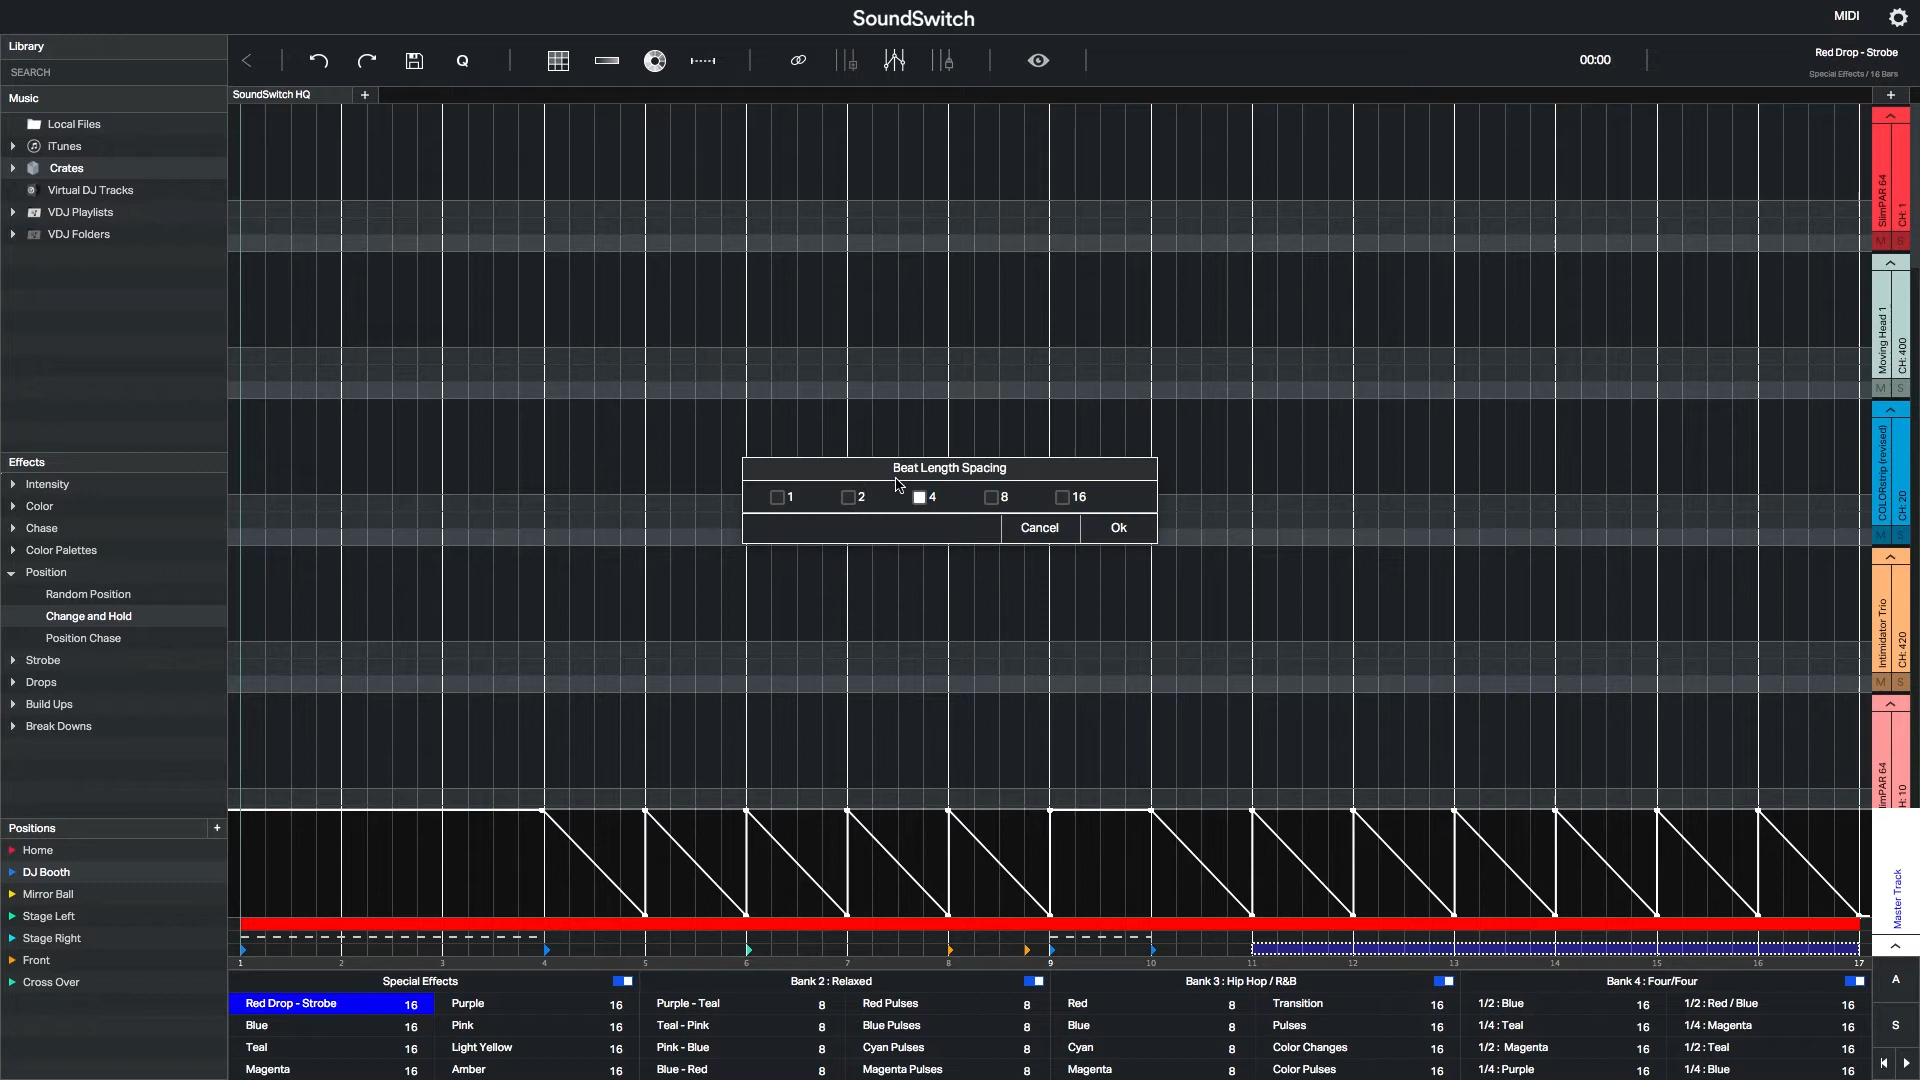 SoundSwitch
MIDI
Library
SEARCH
Music
Local Files
iTunes
Crates
Virtual DJ Tracks
VDJ Playlists
VDJ Folders
Effects
Intensity
Color
Chase
Color Palettes
Position
Random Position
Change and Hold
Position Chase
Strobe
Drops
Build Ups
Break Downs
Positions +
Home
DJ Booth
Mirror Ball
Stage Left
Stage Right
Front
Cross Over
Q
00:00
Red Drop - Strobe
Special Effects / 16 Bars
SoundSwitch HQ +
+
Beat Length Spacing
1 2 4 8 16
Cancel Ok
SlimPAR 64 CH: 1
M S
Moving Head 1 CH: 400
M S
COLORstrip (revised) CH: 20
M S
Intimidator Trio CH: 420
M S
limPAR 64 H: 10
Master Track
1 2 3 4 5 6 7 8 9 10 11 12 13 14 15 16 17
Special Effects
Red Drop - Strobe 16 Purple 16
Blue 16 Pink 16
Teal 16 Light Yellow 16
Magenta 16 Amber 16
Bank 2 : Relaxed
Purple - Teal 8 Red Pulses 8
Teal - Pink 8 Blue Pulses 8
Pink - Blue 8 Cyan Pulses 8
Blue - Red 8 Magenta Pulses 8
Bank 3 : Hip Hop / R&B
Red 8 Transition 16
Blue 8 Pulses 16
Cyan 8 Color Changes 16
Magenta 8 Color Pulses 16
Bank 4 : Four/Four
1/2 : Blue 16 1/2 : Red / Blue 16
1/4 : Teal 16 1/4 : Magenta 16
1/2 : Magenta 16 1/2 : Teal 16
1/4 : Purple 16 1/4 : Blue 16
A
S